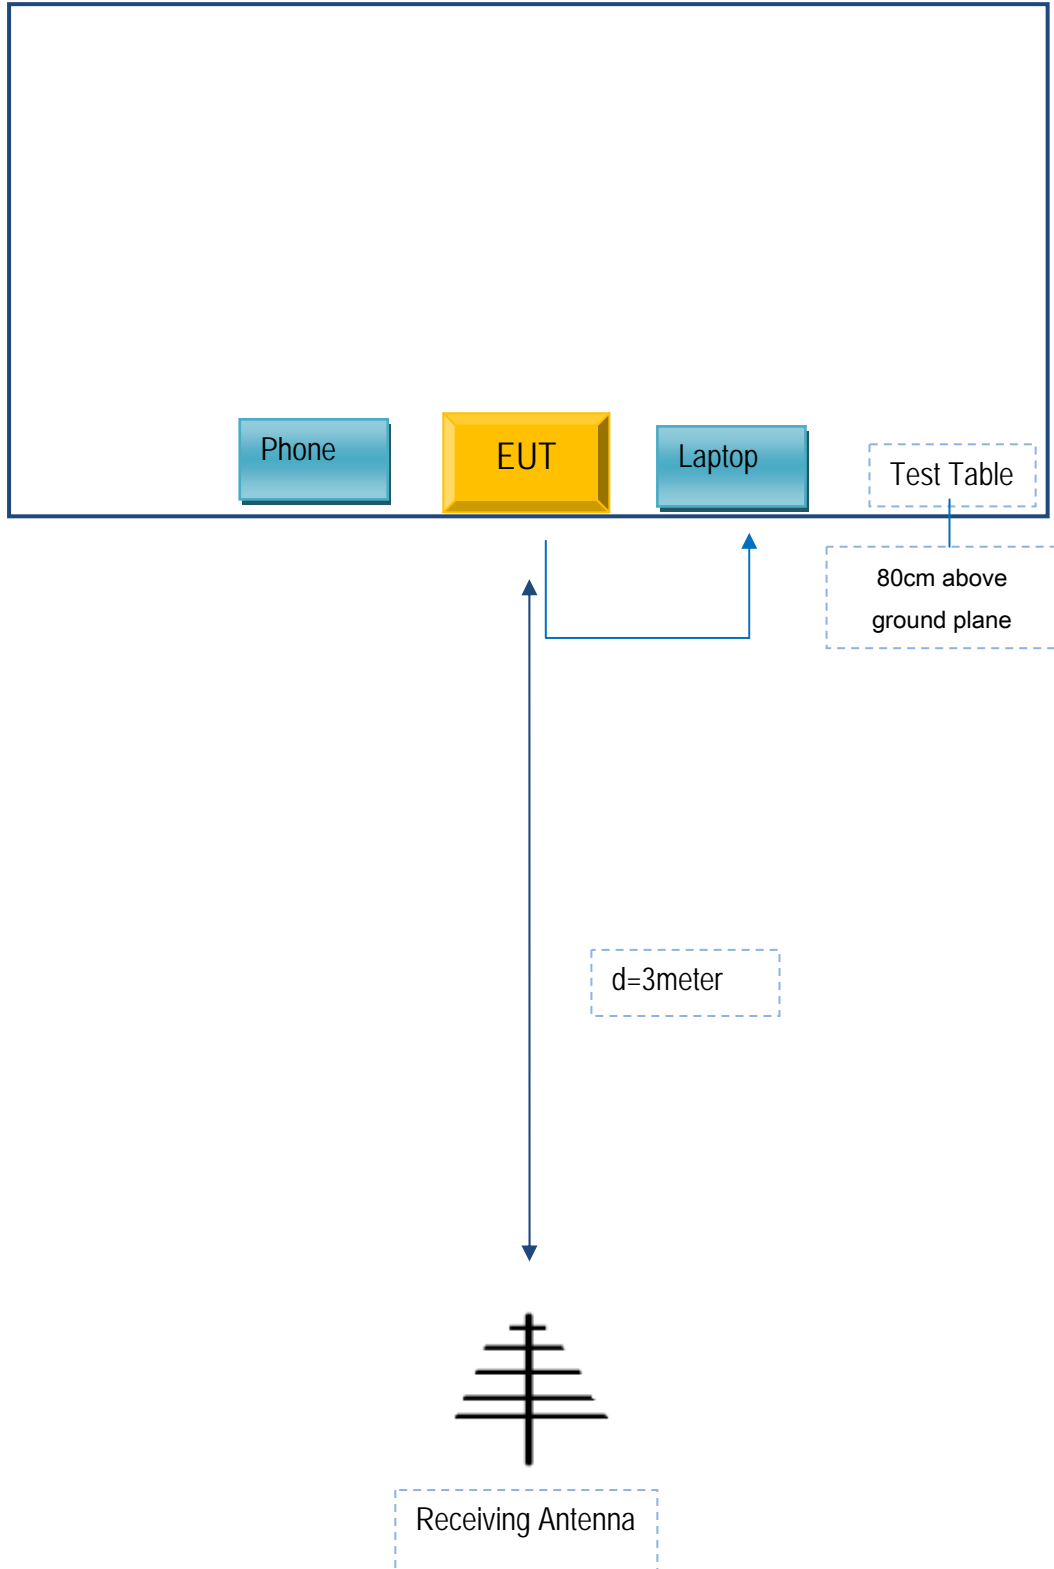 Phone
EUT
Laptop
Test Table
80cm above
ground plane
d=3meter
Receiving Antenna